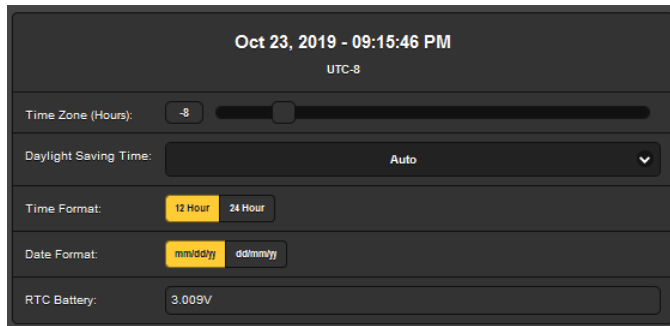 Oct 23, 2019 - 09:15:46 PM
UTC-8
Time Zone (Hours): -8
Daylight Saving Time: Auto
Time Format: 12 Hour 24 Hour
Date Format: mm/dd/yy dd/mm/yy
RTC Battery: 3.009V